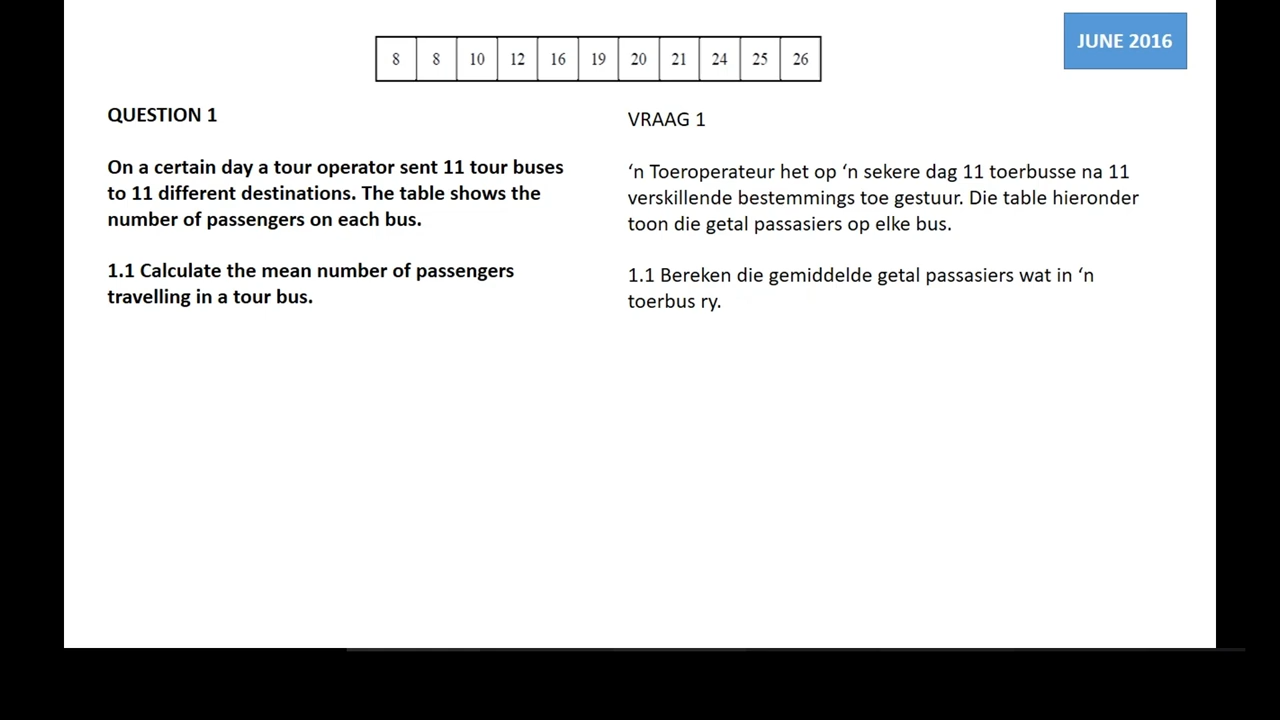 JUNE 2016
8 8 10 12 16 19 20 21 24 25 26
QUESTION 1
On a certain day a tour operator sent 11 tour buses
to 11 different destinations. The table shows the
number of passengers on each bus.
1.1 Calculate the mean number of passengers
travelling in a tour bus.
VRAAG 1
‘n Toeroperateur het op ‘n sekere dag 11 toerbusse na 11
verskillende bestemmings toe gestuur. Die table hieronder
toon die getal passasiers op elke bus.
1.1 Bereken die gemiddelde getal passasiers wat in ‘n
toerbus ry.